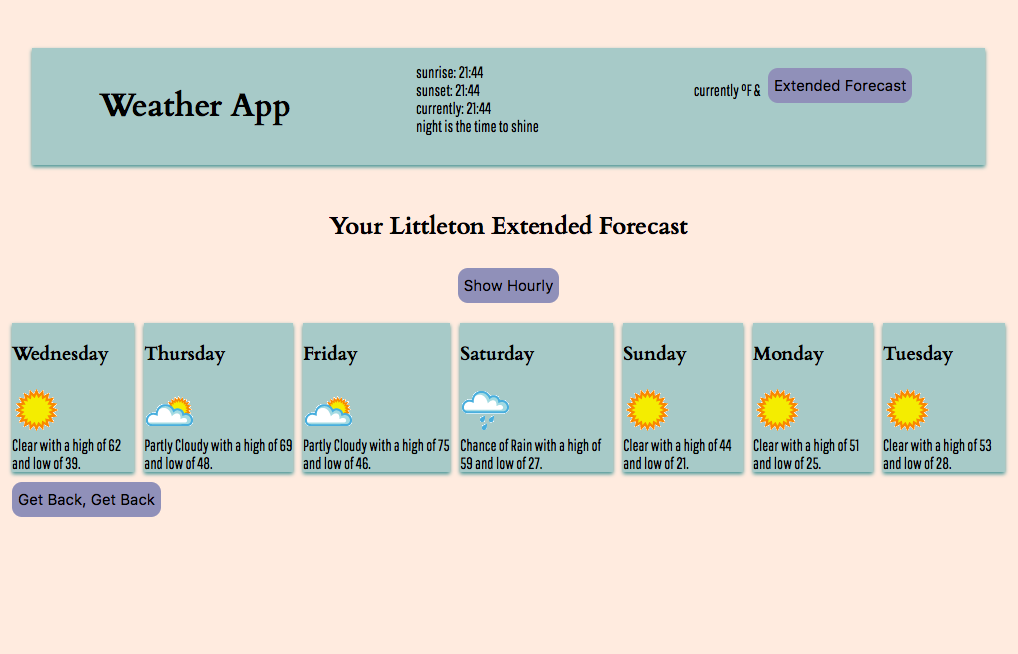 Weather App
sunrise: 21:44
sunset: 21:44
currently: 21:44
night is the time to shine
currently ºF &
Extended Forecast
Your Littleton Extended Forecast
Show Hourly
Wednesday
Clear with a high of 62
and low of 39.
Thursday
Partly Cloudy with a high of 69
and low of 48.
Friday
Partly Cloudy with a high of 75
and low of 46.
Saturday
Chance of Rain with a high of
59 and low of 27.
Sunday
Clear with a high of 44
and low of 21.
Monday
Clear with a high of 51
and low of 25.
Tuesday
Clear with a high of 53
and low of 28.
Get Back, Get Back